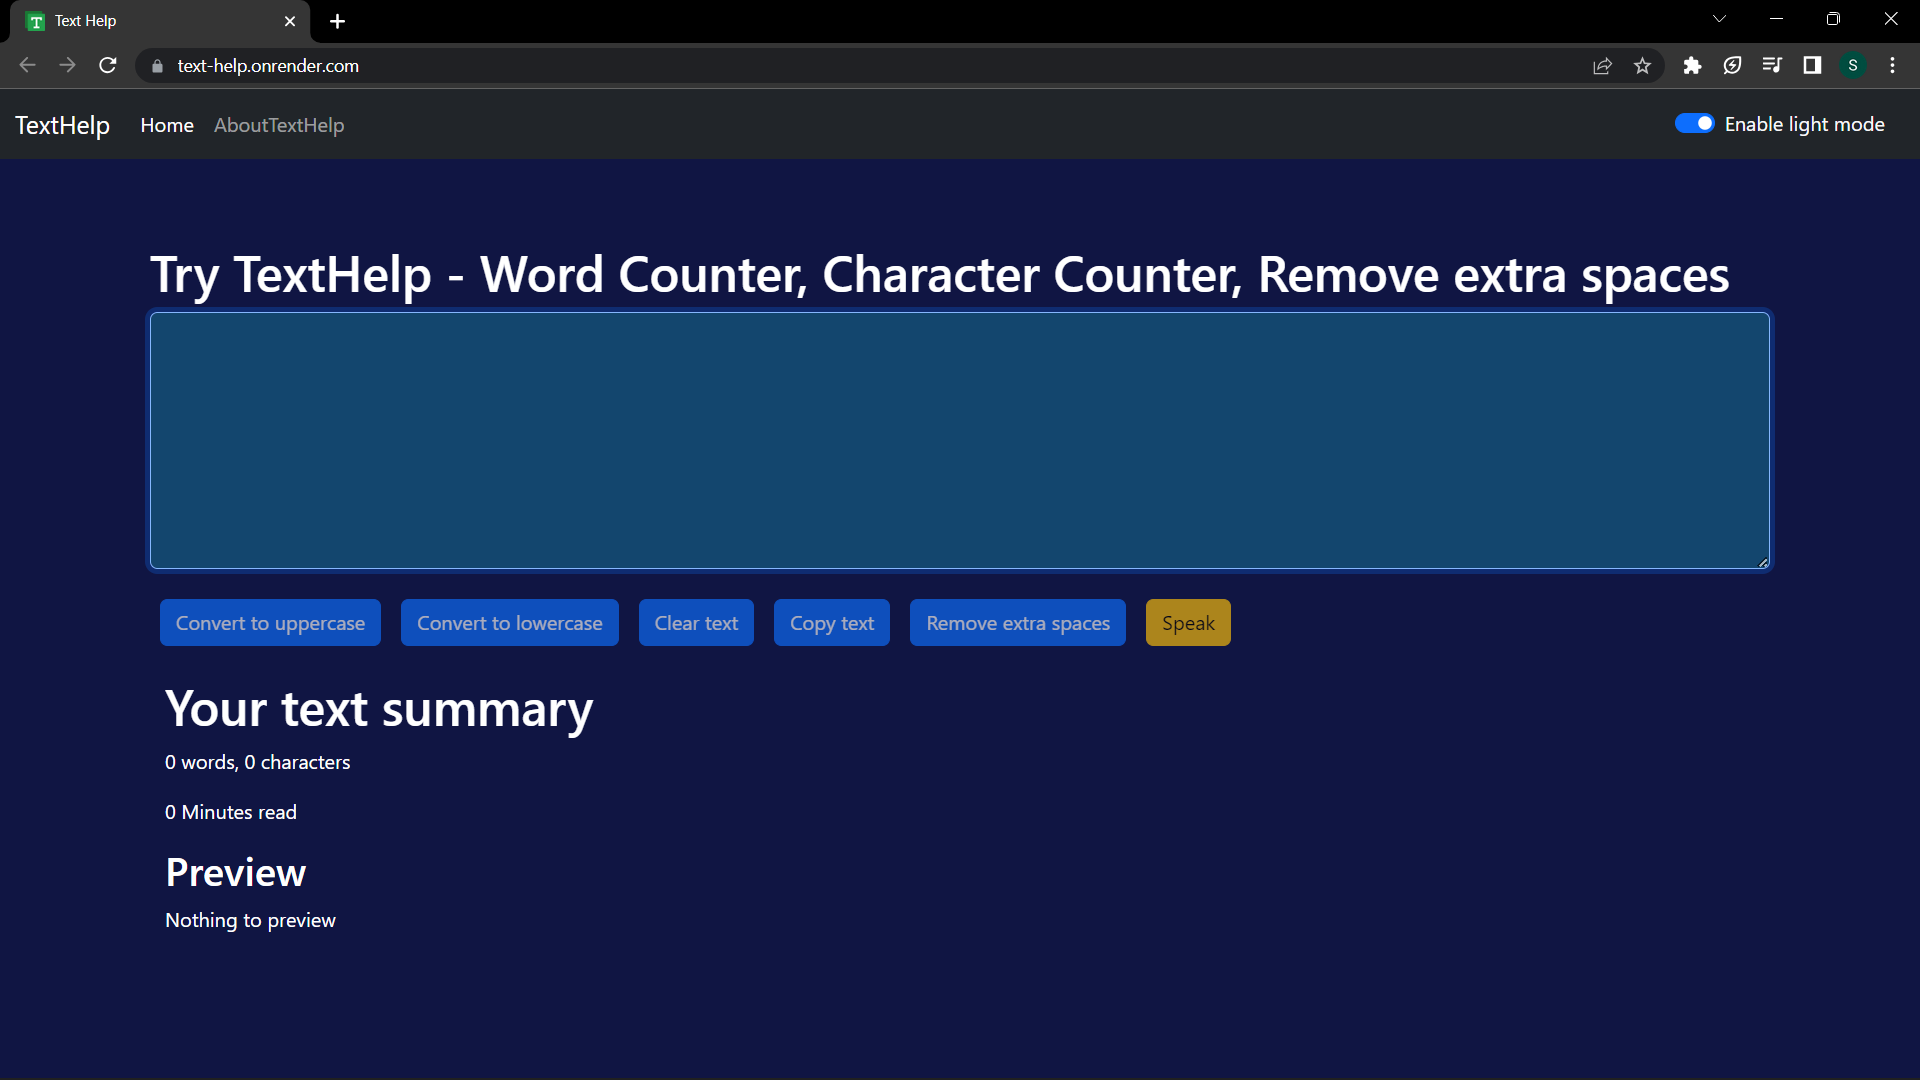 Text Help
text-help.onrender.com
S
TextHelp Home AboutTextHelp Enable light mode
Try TextHelp - Word Counter, Character Counter, Remove extra spaces
Convert to uppercase Convert to lowercase Clear text Copy text Remove extra spaces Speak
Your text summary
0 words, 0 characters
0 Minutes read
Preview
Nothing to preview